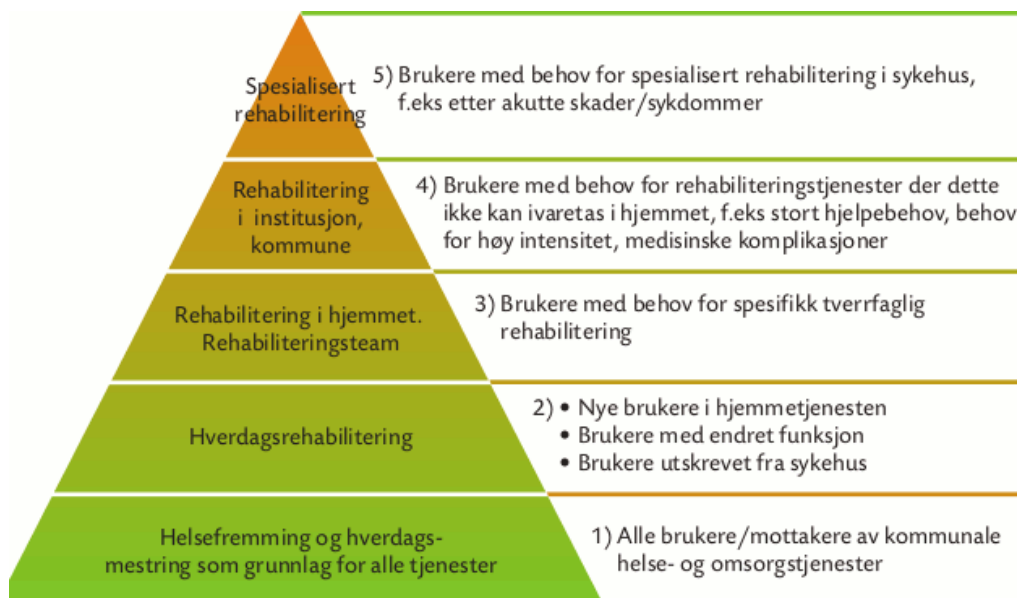 Spesialisert
rehabilitering
5) Brukere med behov for spesialisert rehabilitering i sykehus,
f.eks etter akutte skader/sykdommer
Rehabilitering
i institusjon,
kommune
4) Brukere med behov for rehabiliteringstjenester der dette
ikke kan ivaretas i hjemmet, f.eks stort hjelpebehov, behov
for høy intensitet, medisinske komplikasjoner
Rehabilitering i hjemmet.
Rehabiliteringsteam
3) Brukere med behov for spesifikk tverrfaglig
rehabilitering
Hverdagsrehabilitering
2) • Nye brukere i hjemmetjenesten
• Brukere med endret funksjon
• Brukere utskrevet fra sykehus
Helsefremming og hverdags-
mestring som grunnlag for alle tjenester
1) Alle brukere/mottakere av kommunale
helse- og omsorgstjenester